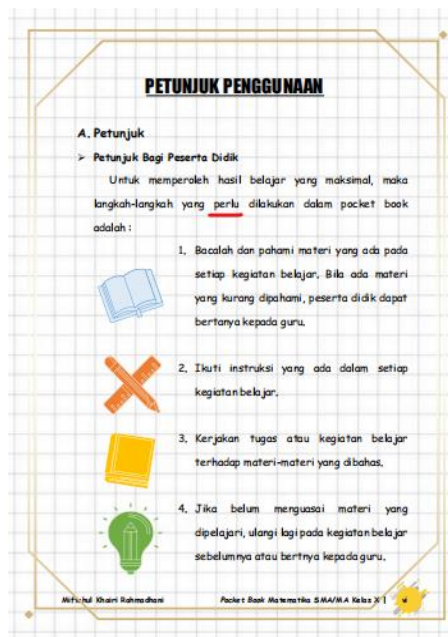 PETUNJUK PENGGUNAAN
A. Petunjuk
➢ Petunjuk Bagi Peserta Didik
Untuk memperoleh hasil belajar yang maksimal, maka
langkah-langkah yang perlu dilakukan dalam pocket book
adalah :
1. Bacalah dan pahami materi yang ada pada
setiap kegiatan belajar. Bila ada materi
yang kurang dipahami, peserta didik dapat
bertanya kepada guru.
2. Ikuti instruksi yang ada dalam setiap
kegiatan belajar.
3. Kerjakan tugas atau kegiatan belajar
terhadap materi-materi yang dibahas.
4. Jika belum menguasai materi yang
dipelajari, ulangi lagi pada kegiatan belajar
sebelumnya atau bertnya kepada guru.
Miftahul Khairi Rahmadhani Pocket Book Matematika SMA/MA Kelas X | vi